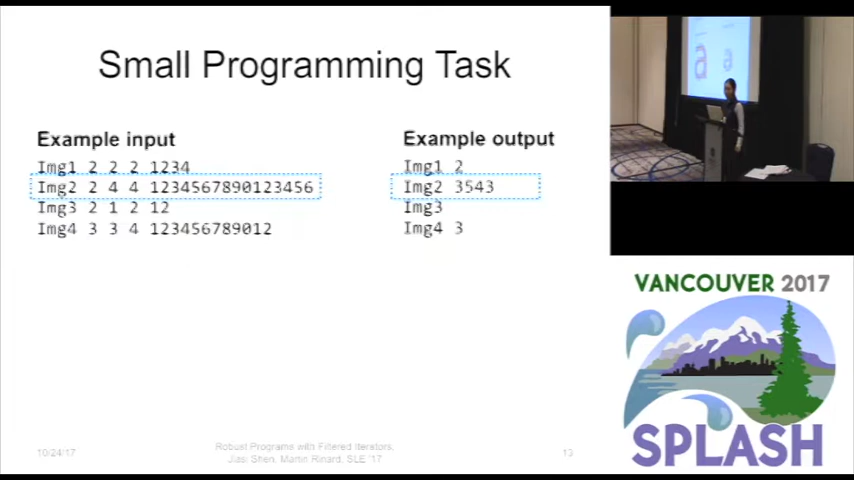 Small Programming Task
Example input
Img1 2 2 2 1234
Img2 2 4 4 1234567890123456
Img3 2 1 2 12
Img4 3 3 4 123456789012
Example output
Img1 2
Img2 3543
Img3
Img4 3
10/24/17
Robust Programs with Filtered Iterators,
Jiasi Shen, Martin Rinard, SLE '17
13
VANCOUVER 2017
SPLASH